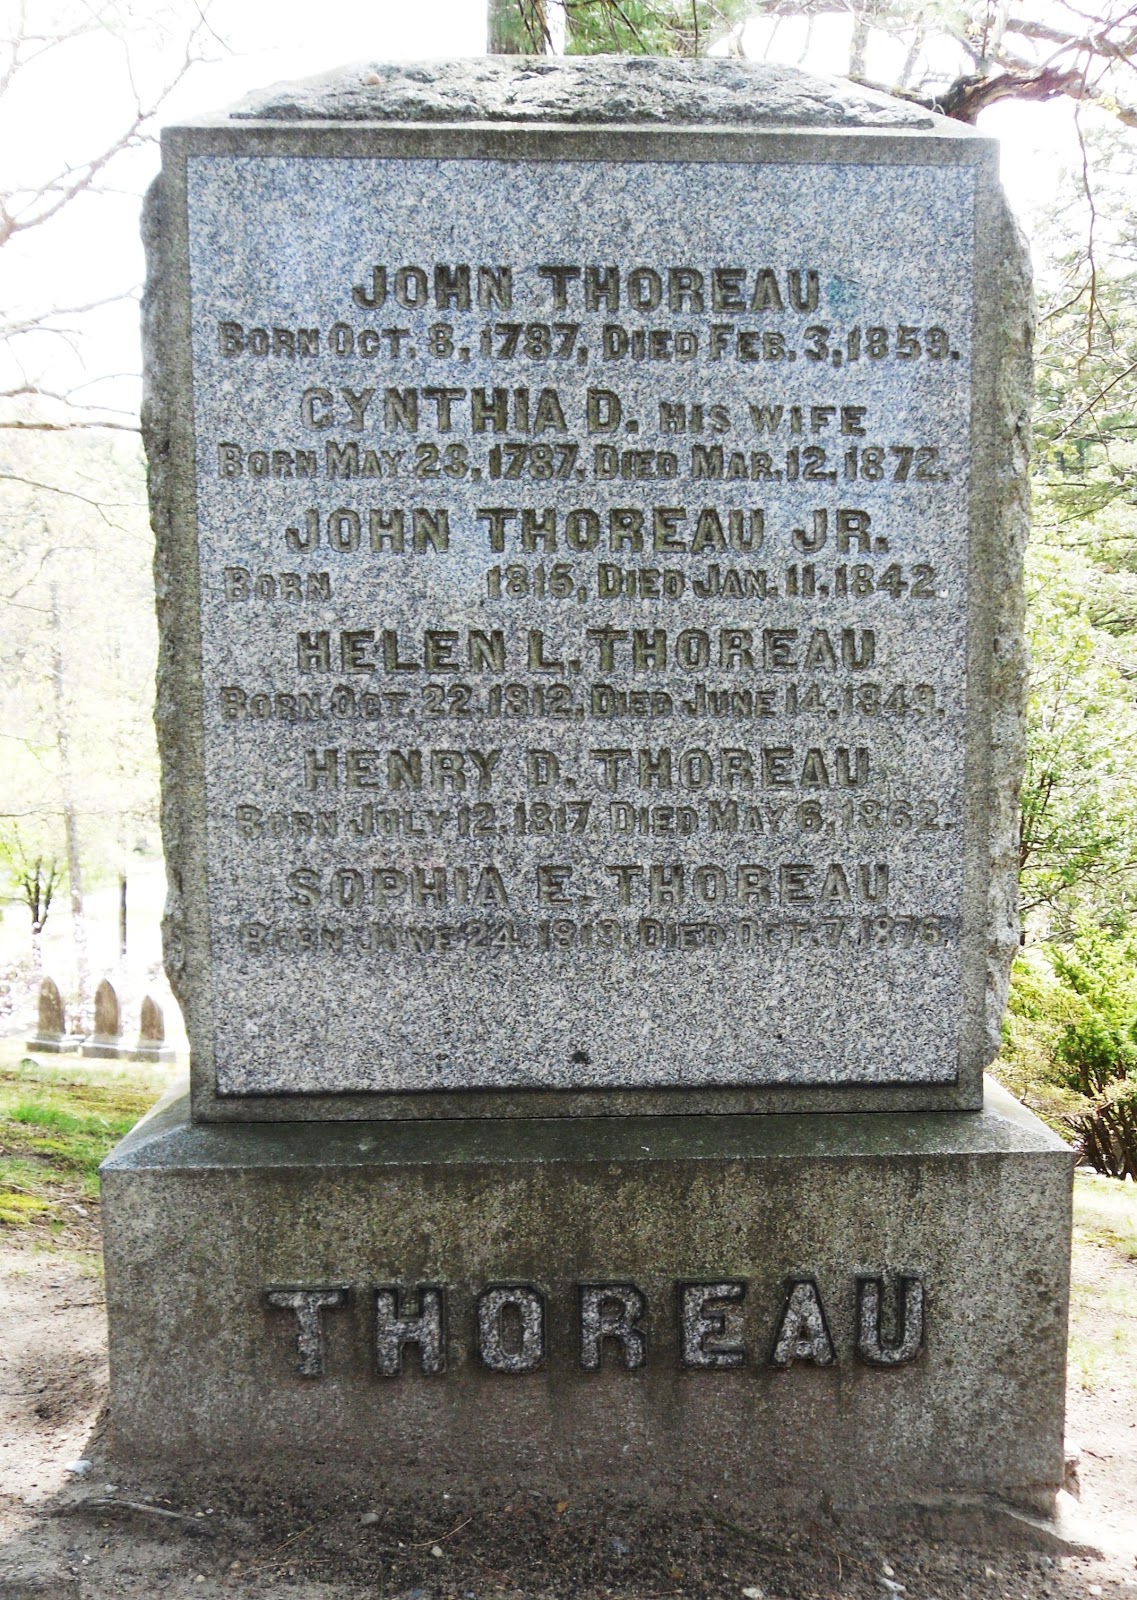 JOHN THOREAU
BORN OCT. 8, 1787, DIED FEB. 3, 1859.
CYNTHIA D. HIS WIFE
BORN MAY. 28, 1787, DIED MAR. 12, 1872.
JOHN THOREAU JR.
BORN 1815, DIED JAN. 11, 1842.
HELEN L. THOREAU
BORN OCT. 22, 1812, DIED JUNE 14, 1849.
HENRY D. THOREAU
BORN JULY 12, 1817, DIED MAY 6, 1862.
SOPHIA E. THOREAU
BORN JUNE 24, 1819, DIED OCT. 7, 1876.
THOREAU